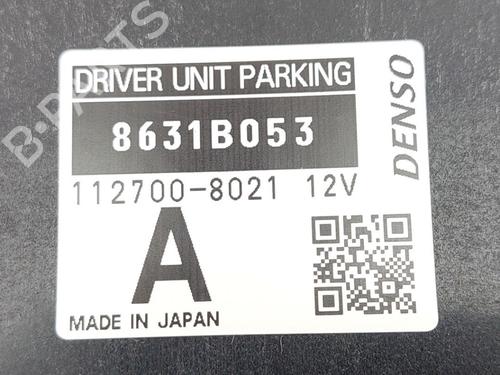 DRIVER UNIT PARKING
8631B053
112700-8021 12V
DENSO
A
MADE IN JAPAN
B-PARTS